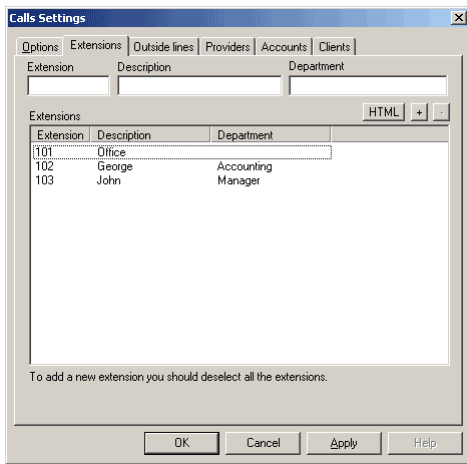 Calls Settings
Options Extensions Outside lines Providers Accounts Clients
Extension Description Department
Extensions HTML + -
Extension Description Department
101 Office
102 George Accounting
103 John Manager
To add a new extension you should deselect all the extensions.
OK Cancel Apply Help